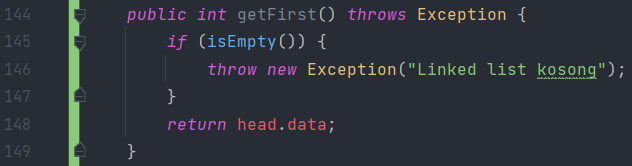 144 public int getFirst() throws Exception {
145 if (isEmpty()) {
146 throw new Exception("Linked list kosong");
147 }
148 return head.data;
149 }